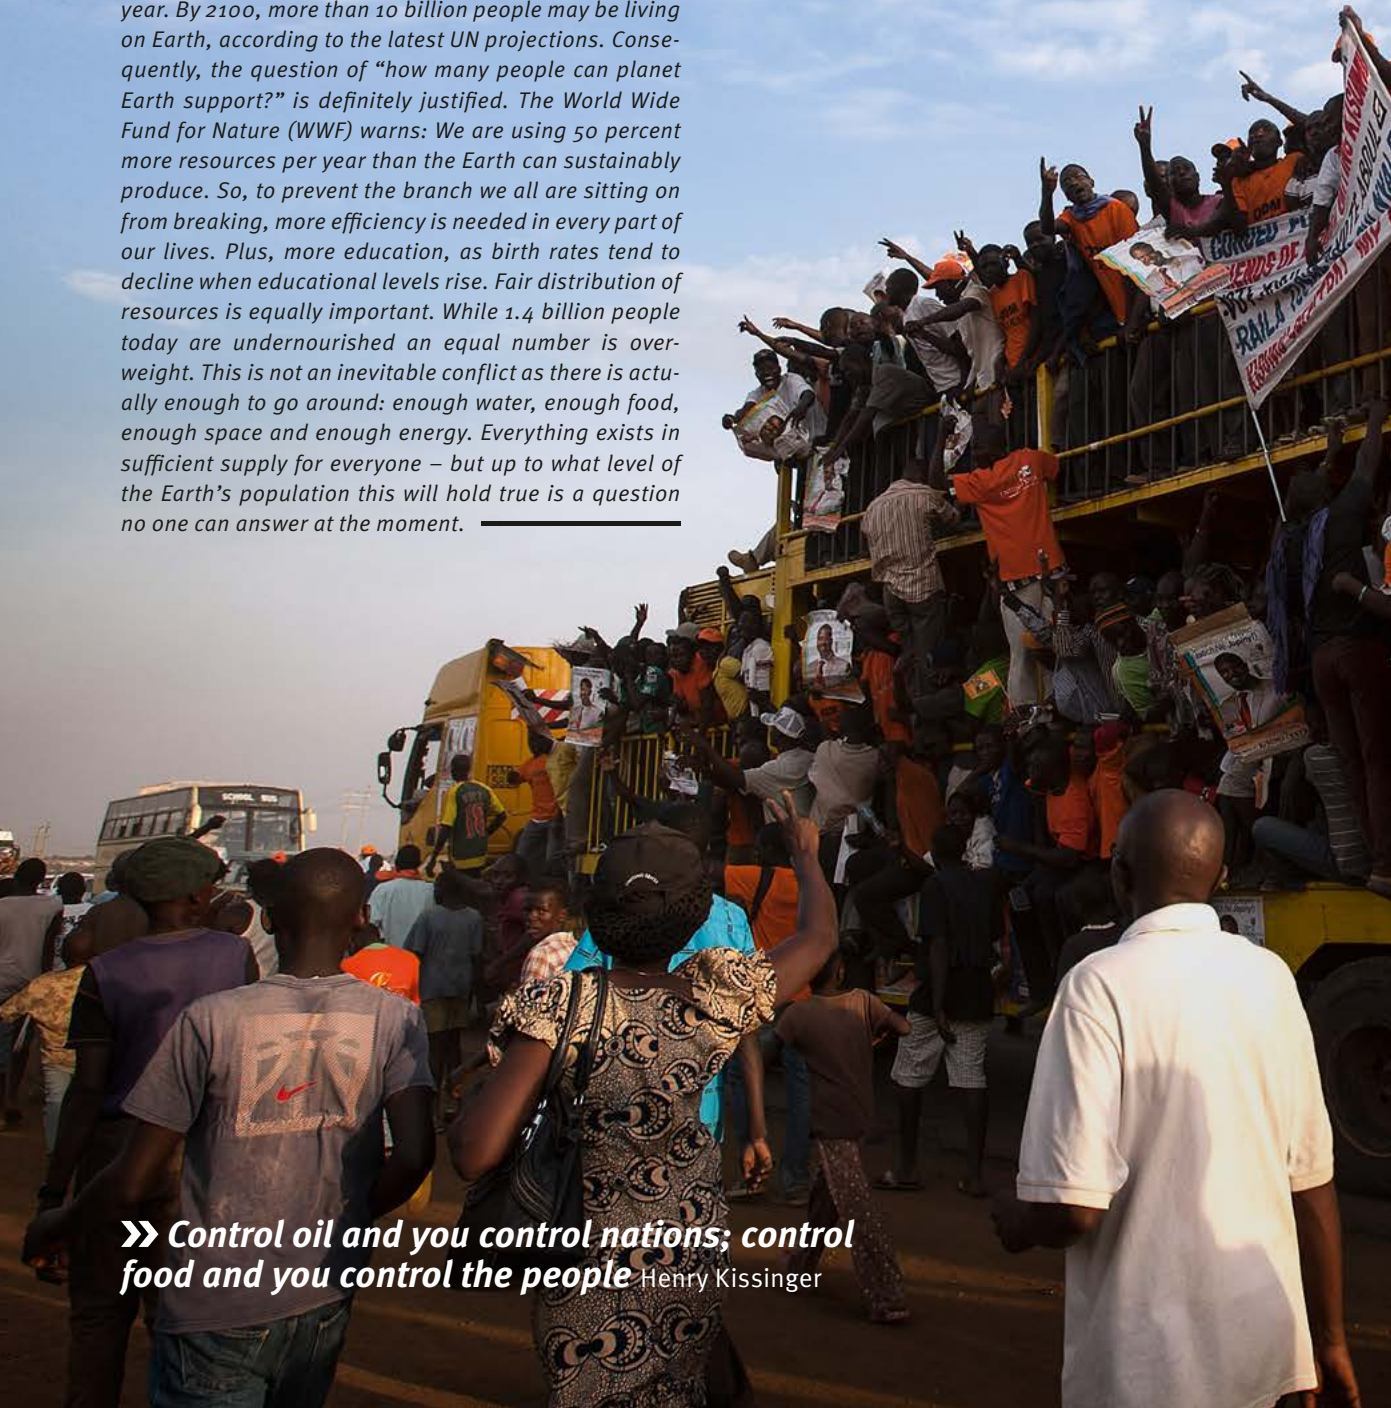 year. By 2100, more than 10 billion people may be living
on Earth, according to the latest UN projections. Conse-
quently, the question of “how many people can planet
Earth support?” is definitely justified. The World Wide
Fund for Nature (WWF) warns: We are using 50 percent
more resources per year than the Earth can sustainably
produce. So, to prevent the branch we all are sitting on
from breaking, more efficiency is needed in every part of
our lives. Plus, more education, as birth rates tend to
decline when educational levels rise. Fair distribution of
resources is equally important. While 1.4 billion people
today are undernourished an equal number is over-
weight. This is not an inevitable conflict as there is actu-
ally enough to go around: enough water, enough food,
enough space and enough energy. Everything exists in
sufficient supply for everyone – but up to what level of
the Earth’s population this will hold true is a question
no one can answer at the moment.
RAILA
SCHOOL BUS
» Control oil and you control nations; control
food and you control the people Henry Kissinger